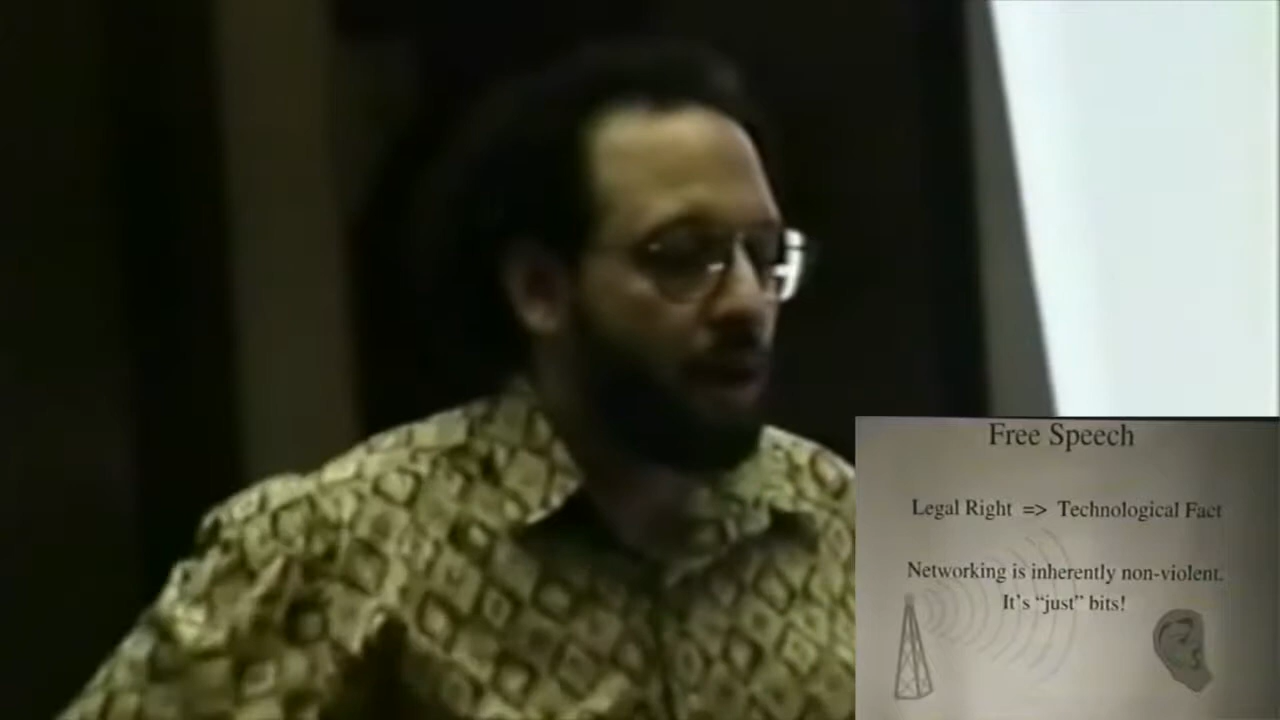 Free Speech
Legal Right => Technological Fact
Networking is inherently non-violent.
It's “just” bits!